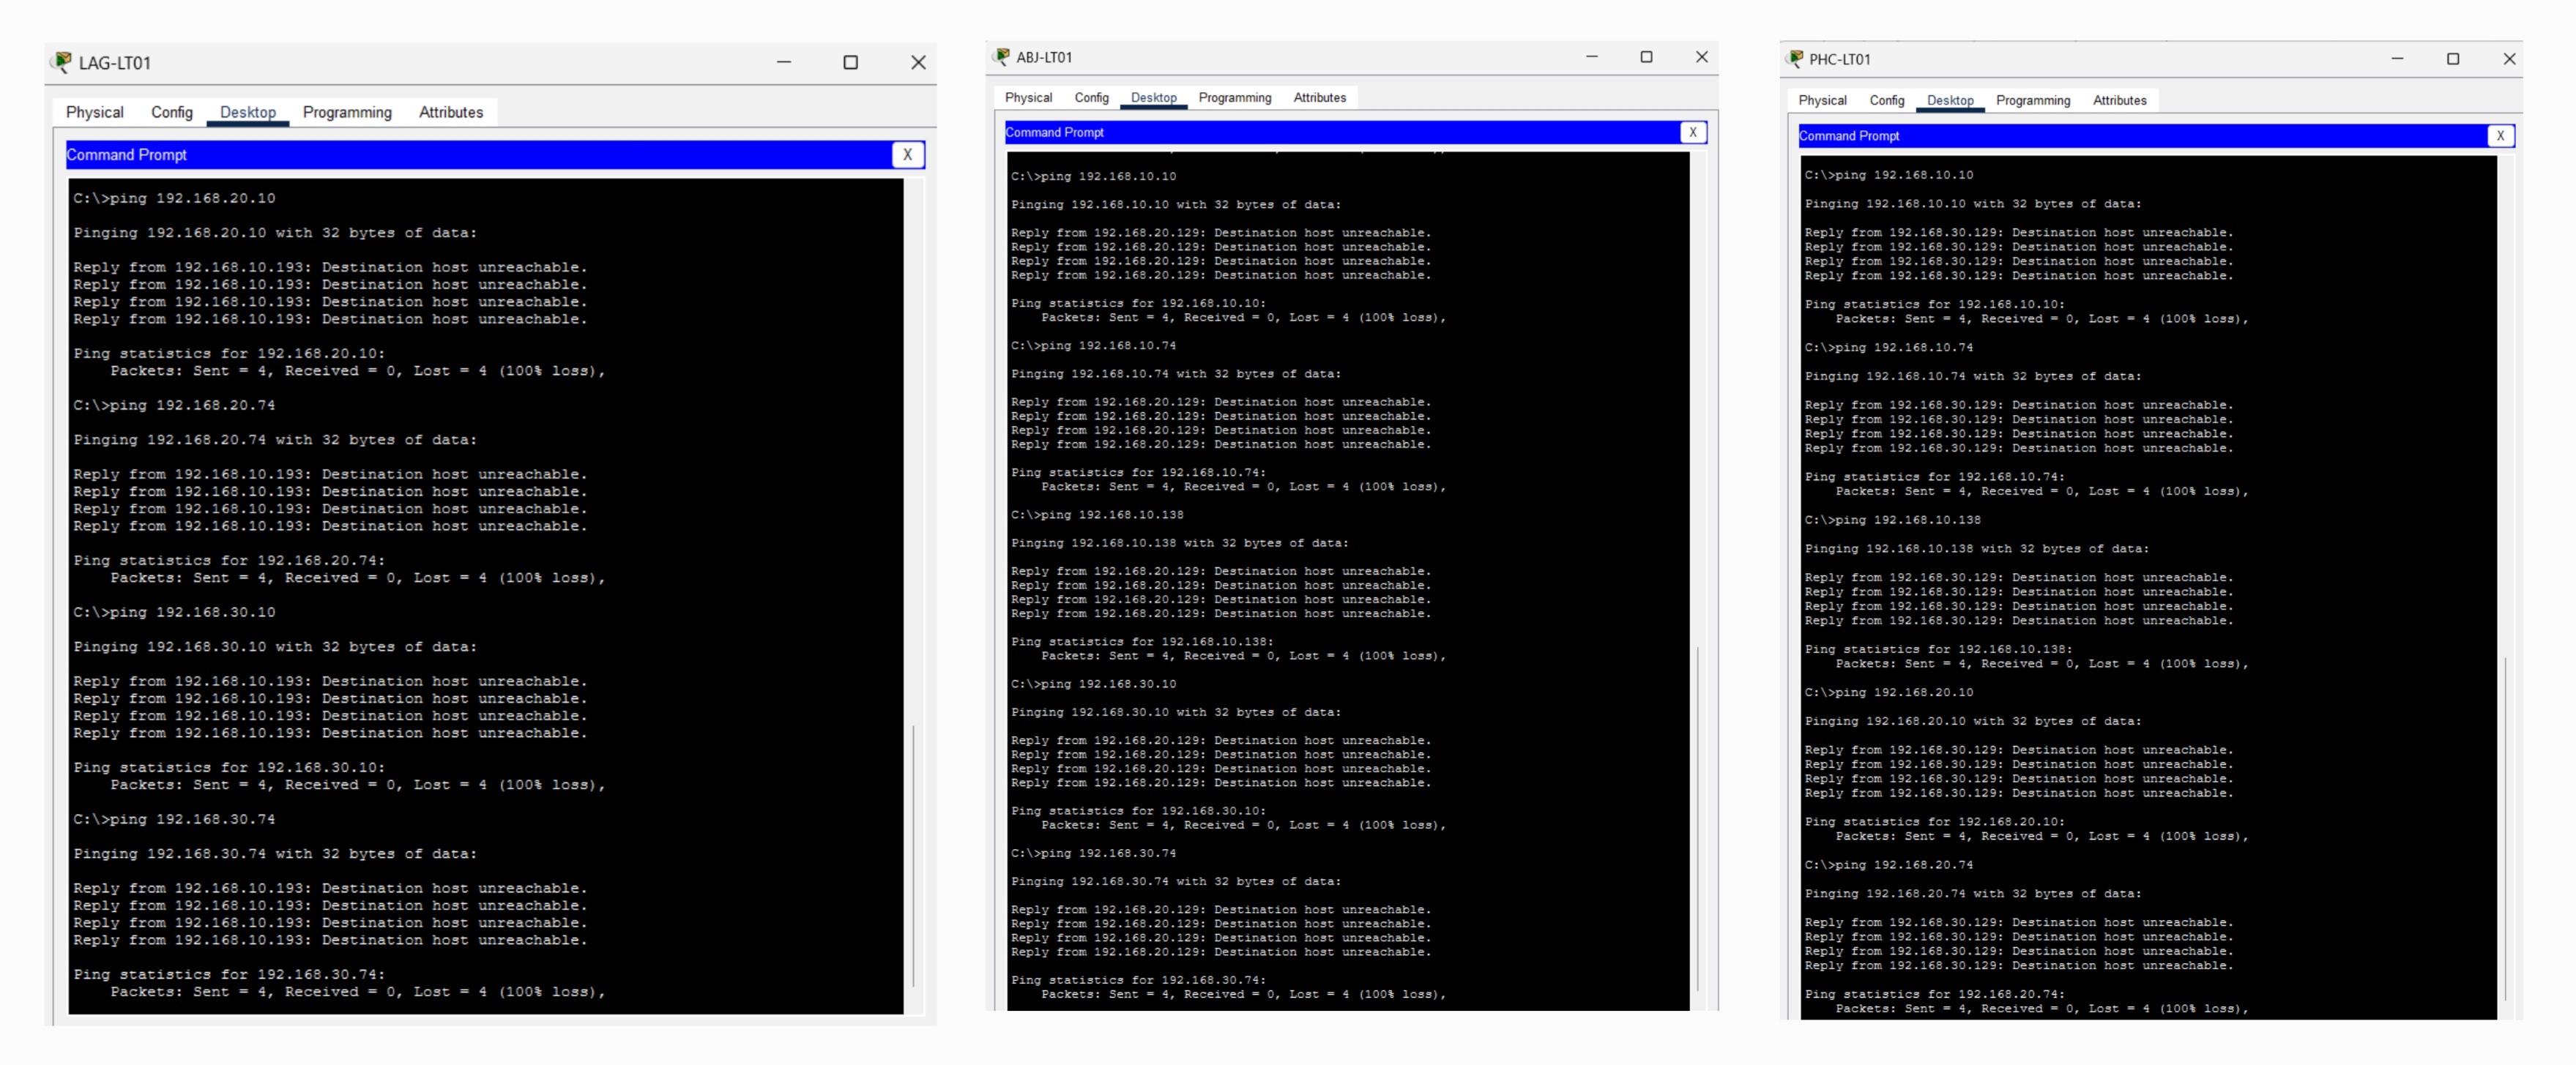 LAG-LT01
Physical Config Desktop Programming Attributes
Command Prompt X
C:\>ping 192.168.20.10
Pinging 192.168.20.10 with 32 bytes of data:
Reply from 192.168.10.193: Destination host unreachable.
Reply from 192.168.10.193: Destination host unreachable.
Reply from 192.168.10.193: Destination host unreachable.
Reply from 192.168.10.193: Destination host unreachable.
Ping statistics for 192.168.20.10:
Packets: Sent = 4, Received = 0, Lost = 4 (100% loss),
C:\>ping 192.168.20.74
Pinging 192.168.20.74 with 32 bytes of data:
Reply from 192.168.10.193: Destination host unreachable.
Reply from 192.168.10.193: Destination host unreachable.
Reply from 192.168.10.193: Destination host unreachable.
Reply from 192.168.10.193: Destination host unreachable.
Ping statistics for 192.168.20.74:
Packets: Sent = 4, Received = 0, Lost = 4 (100% loss),
C:\>ping 192.168.30.10
Pinging 192.168.30.10 with 32 bytes of data:
Reply from 192.168.10.193: Destination host unreachable.
Reply from 192.168.10.193: Destination host unreachable.
Reply from 192.168.10.193: Destination host unreachable.
Reply from 192.168.10.193: Destination host unreachable.
Ping statistics for 192.168.30.10:
Packets: Sent = 4, Received = 0, Lost = 4 (100% loss),
C:\>ping 192.168.30.74
Pinging 192.168.30.74 with 32 bytes of data:
Reply from 192.168.10.193: Destination host unreachable.
Reply from 192.168.10.193: Destination host unreachable.
Reply from 192.168.10.193: Destination host unreachable.
Reply from 192.168.10.193: Destination host unreachable.
Ping statistics for 192.168.30.74:
Packets: Sent = 4, Received = 0, Lost = 4 (100% loss),
ABJ-LT01
Physical Config Desktop Programming Attributes
Command Prompt X
C:\>ping 192.168.10.10
Pinging 192.168.10.10 with 32 bytes of data:
Reply from 192.168.20.129: Destination host unreachable.
Reply from 192.168.20.129: Destination host unreachable.
Reply from 192.168.20.129: Destination host unreachable.
Reply from 192.168.20.129: Destination host unreachable.
Ping statistics for 192.168.10.10:
Packets: Sent = 4, Received = 0, Lost = 4 (100% loss),
C:\>ping 192.168.10.74
Pinging 192.168.10.74 with 32 bytes of data:
Reply from 192.168.20.129: Destination host unreachable.
Reply from 192.168.20.129: Destination host unreachable.
Reply from 192.168.20.129: Destination host unreachable.
Reply from 192.168.20.129: Destination host unreachable.
Ping statistics for 192.168.10.74:
Packets: Sent = 4, Received = 0, Lost = 4 (100% loss),
C:\>ping 192.168.10.138
Pinging 192.168.10.138 with 32 bytes of data:
Reply from 192.168.20.129: Destination host unreachable.
Reply from 192.168.20.129: Destination host unreachable.
Reply from 192.168.20.129: Destination host unreachable.
Reply from 192.168.20.129: Destination host unreachable.
Ping statistics for 192.168.10.138:
Packets: Sent = 4, Received = 0, Lost = 4 (100% loss),
C:\>ping 192.168.30.10
Pinging 192.168.30.10 with 32 bytes of data:
Reply from 192.168.20.129: Destination host unreachable.
Reply from 192.168.20.129: Destination host unreachable.
Reply from 192.168.20.129: Destination host unreachable.
Reply from 192.168.20.129: Destination host unreachable.
Ping statistics for 192.168.30.10:
Packets: Sent = 4, Received = 0, Lost = 4 (100% loss),
C:\>ping 192.168.30.74
Pinging 192.168.30.74 with 32 bytes of data:
Reply from 192.168.20.129: Destination host unreachable.
Reply from 192.168.20.129: Destination host unreachable.
Reply from 192.168.20.129: Destination host unreachable.
Reply from 192.168.20.129: Destination host unreachable.
Ping statistics for 192.168.30.74:
Packets: Sent = 4, Received = 0, Lost = 4 (100% loss),
PHC-LT01
Physical Config Desktop Programming Attributes
Command Prompt X
C:\>ping 192.168.10.10
Pinging 192.168.10.10 with 32 bytes of data:
Reply from 192.168.30.129: Destination host unreachable.
Reply from 192.168.30.129: Destination host unreachable.
Reply from 192.168.30.129: Destination host unreachable.
Reply from 192.168.30.129: Destination host unreachable.
Ping statistics for 192.168.10.10:
Packets: Sent = 4, Received = 0, Lost = 4 (100% loss),
C:\>ping 192.168.10.74
Pinging 192.168.10.74 with 32 bytes of data:
Reply from 192.168.30.129: Destination host unreachable.
Reply from 192.168.30.129: Destination host unreachable.
Reply from 192.168.30.129: Destination host unreachable.
Reply from 192.168.30.129: Destination host unreachable.
Ping statistics for 192.168.10.74:
Packets: Sent = 4, Received = 0, Lost = 4 (100% loss),
C:\>ping 192.168.10.138
Pinging 192.168.10.138 with 32 bytes of data:
Reply from 192.168.30.129: Destination host unreachable.
Reply from 192.168.30.129: Destination host unreachable.
Reply from 192.168.30.129: Destination host unreachable.
Reply from 192.168.30.129: Destination host unreachable.
Ping statistics for 192.168.10.138:
Packets: Sent = 4, Received = 0, Lost = 4 (100% loss),
C:\>ping 192.168.20.10
Pinging 192.168.20.10 with 32 bytes of data:
Reply from 192.168.30.129: Destination host unreachable.
Reply from 192.168.30.129: Destination host unreachable.
Reply from 192.168.30.129: Destination host unreachable.
Reply from 192.168.30.129: Destination host unreachable.
Ping statistics for 192.168.20.10:
Packets: Sent = 4, Received = 0, Lost = 4 (100% loss),
C:\>ping 192.168.20.74
Pinging 192.168.20.74 with 32 bytes of data:
Reply from 192.168.30.129: Destination host unreachable.
Reply from 192.168.30.129: Destination host unreachable.
Reply from 192.168.30.129: Destination host unreachable.
Reply from 192.168.30.129: Destination host unreachable.
Ping statistics for 192.168.20.74:
Packets: Sent = 4, Received = 0, Lost = 4 (100% loss),